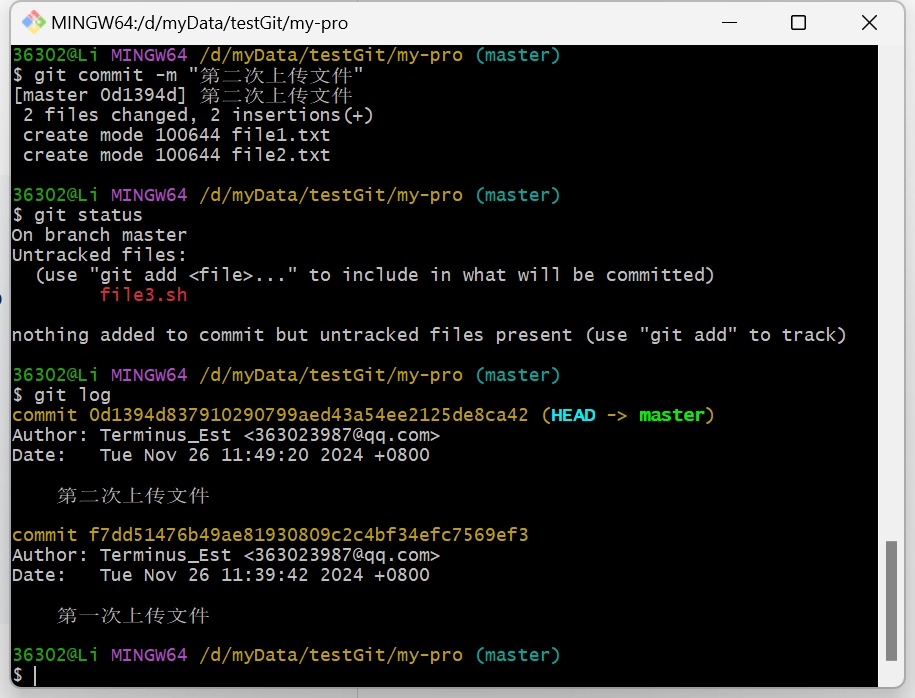 MINGW64:/d/myData/testGit/my-pro
36302@Li MINGW64 /d/myData/testGit/my-pro (master)
$ git commit -m "第二次上传文件"
[master 0d1394d] 第二次上传文件
 2 files changed, 2 insertions(+)
 create mode 100644 file1.txt
 create mode 100644 file2.txt
36302@Li MINGW64 /d/myData/testGit/my-pro (master)
$ git status
On branch master
Untracked files:
  (use "git add <file>..." to include in what will be committed)
        file3.sh
nothing added to commit but untracked files present (use "git add" to track)
36302@Li MINGW64 /d/myData/testGit/my-pro (master)
$ git log
commit 0d1394d837910290799aed43a54ee2125de8ca42 (HEAD -> master)
Author: Terminus_Est <363023987@qq.com>
Date:   Tue Nov 26 11:49:20 2024 +0800
    第二次上传文件
commit f7dd51476b49ae81930809c2c4bf34efc7569ef3
Author: Terminus_Est <363023987@qq.com>
Date:   Tue Nov 26 11:39:42 2024 +0800
    第一次上传文件
36302@Li MINGW64 /d/myData/testGit/my-pro (master)
$